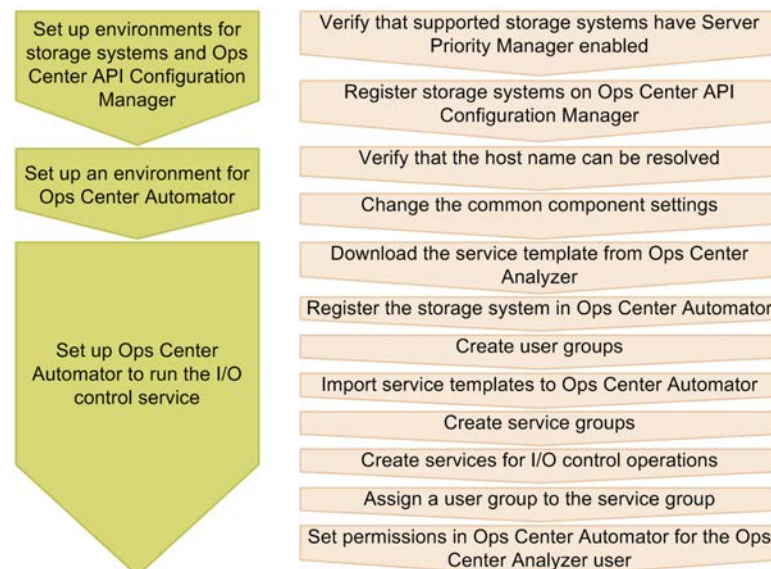 Set up environments for
storage systems and Ops
Center API Configuration
Manager
Verify that supported storage systems have Server
Priority Manager enabled
Register storage systems on Ops Center API
Configuration Manager
Set up an environment for
Ops Center Automator
Verify that the host name can be resolved
Change the common component settings
Set up Ops Center
Automator to run the I/O
control service
Download the service template from Ops Center
Analyzer
Register the storage system in Ops Center Automator
Create user groups
Import service templates to Ops Center Automator
Create service groups
Create services for I/O control operations
Assign a user group to the service group
Set permissions in Ops Center Automator for the Ops
Center Analyzer user